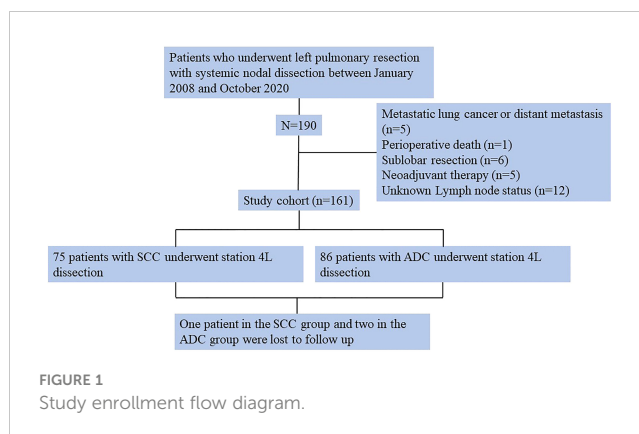 Patients who underwent left pulmonary resection
with systemic nodal dissection between January
2008 and October 2020
N=190
Metastatic lung cancer or distant metastasis
(n=5)
Perioperative death (n=1)
Sublobar resection (n=6)
Neoadjuvant therapy (n=5)
Unknown Lymph node status (n=12)
Study cohort (n=161)
75 patients with SCC underwent station 4L
dissection
86 patients with ADC underwent station 4L
dissection
One patient in the SCC group and two in the
ADC group were lost to follow up
FIGURE 1
Study enrollment flow diagram.